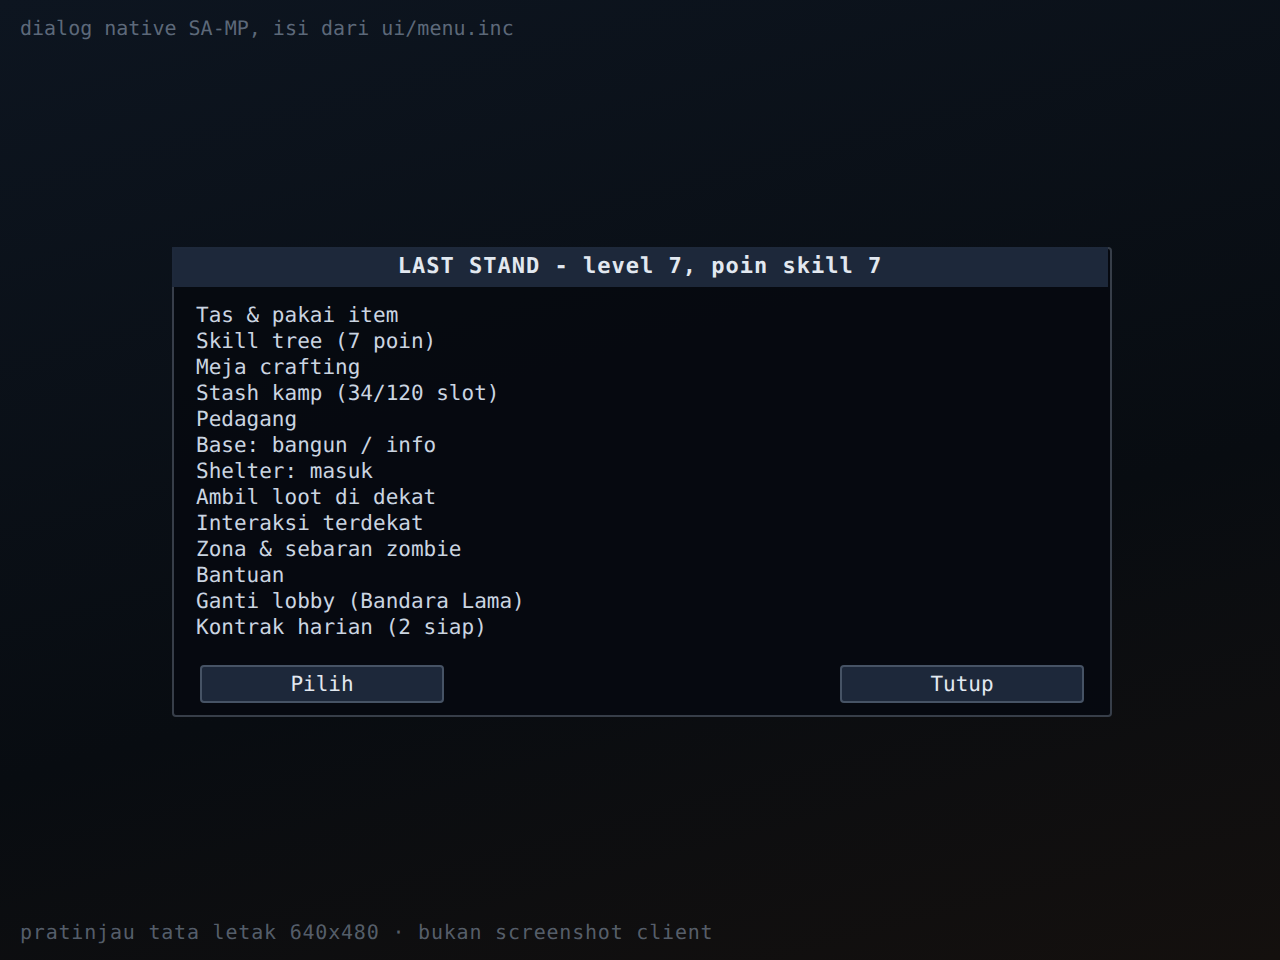 dialog native SA-MP, isi dari ui/menu.inc
LAST STAND - level 7, poin skill 7
Tas & pakai item
Skill tree (7 poin)
Meja crafting
Stash kamp (34/120 slot)
Pedagang
Base: bangun / info
Shelter: masuk
Ambil loot di dekat
Interaksi terdekat
Zona & sebaran zombie
Bantuan
Ganti lobby (Bandara Lama)
Kontrak harian (2 siap)
Pilih
Tutup
pratinjau tata letak 640x480 · bukan screenshot client